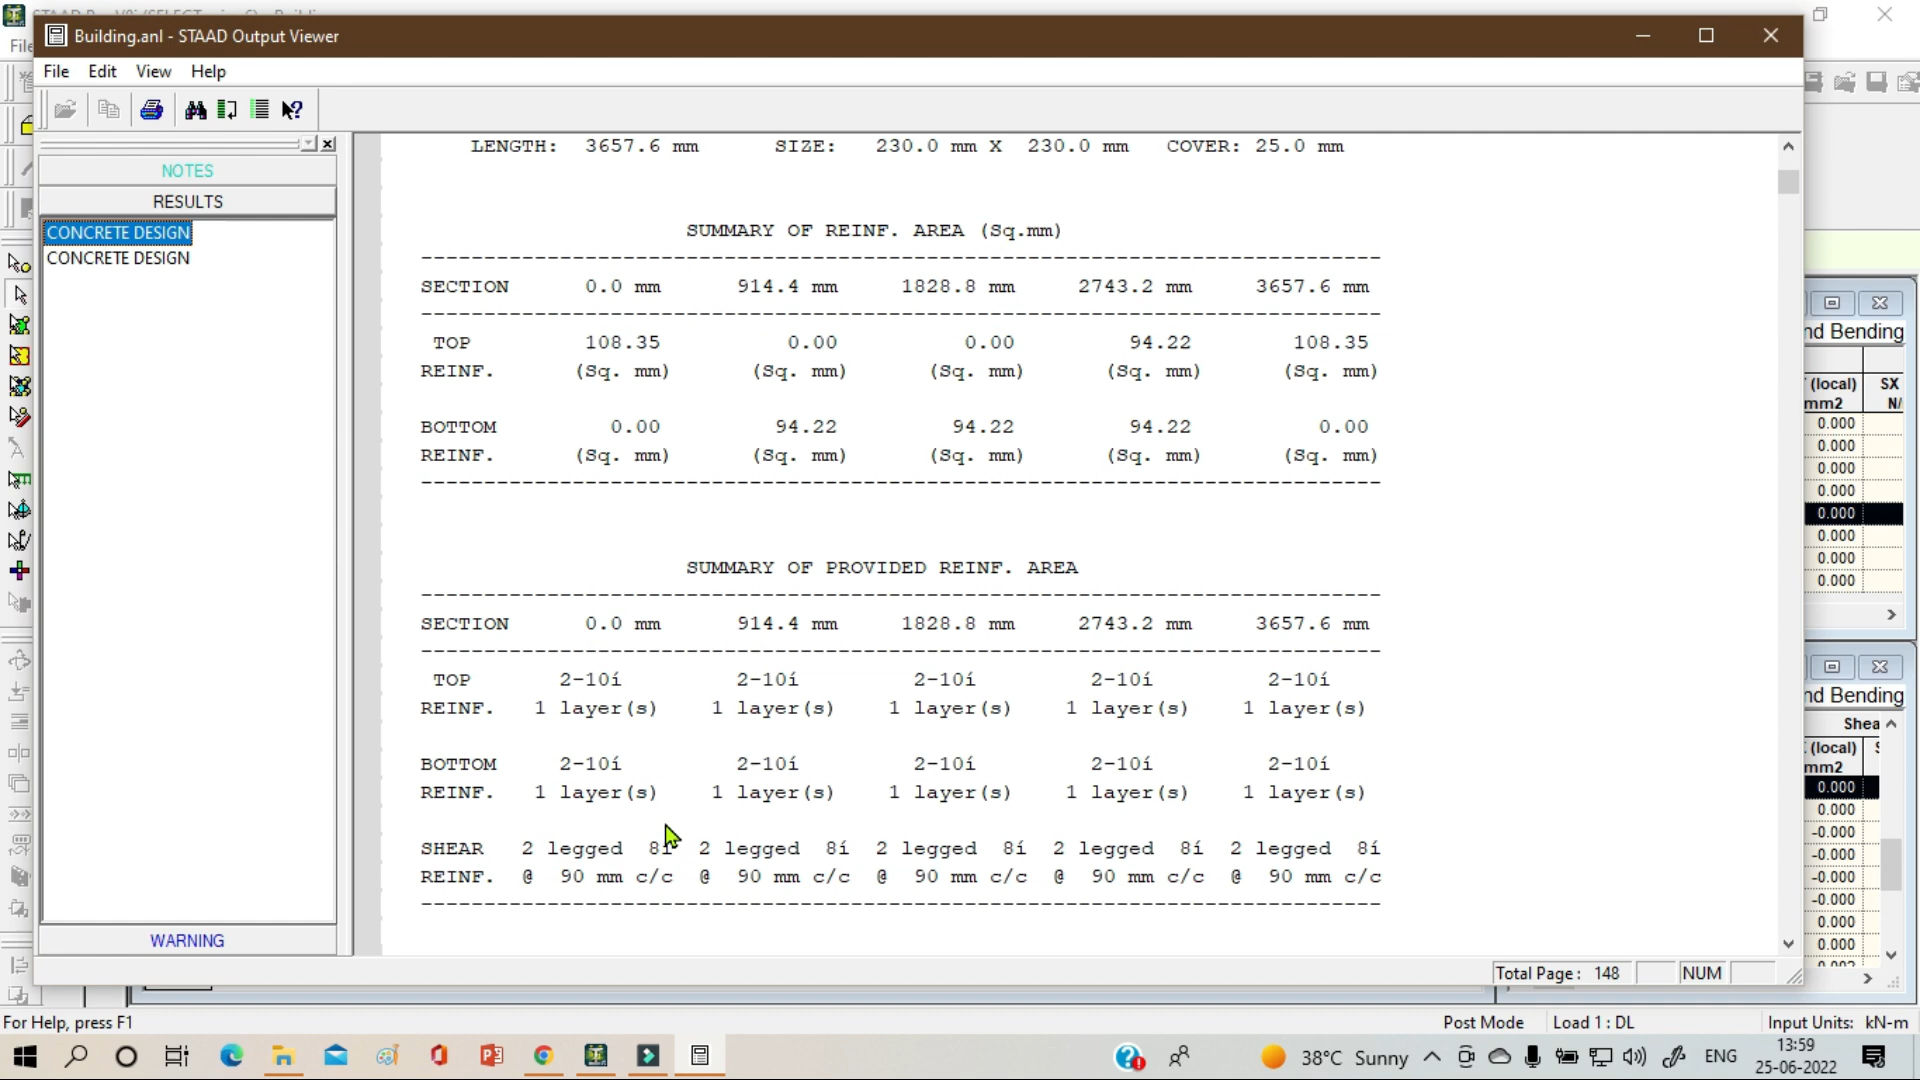 Building.anl - STAAD Output Viewer
File Edit View Help
NOTES
RESULTS
CONCRETE DESIGN
CONCRETE DESIGN
WARNING
LENGTH: 3657.6 mm SIZE: 230.0 mm X 230.0 mm COVER: 25.0 mm
SUMMARY OF REINF. AREA (Sq.mm)
SECTION 0.0 mm 914.4 mm 1828.8 mm 2743.2 mm 3657.6 mm
TOP 108.35 0.00 0.00 94.22 108.35
REINF. (Sq. mm) (Sq. mm) (Sq. mm) (Sq. mm) (Sq. mm)
BOTTOM 0.00 94.22 94.22 94.22 0.00
REINF. (Sq. mm) (Sq. mm) (Sq. mm) (Sq. mm) (Sq. mm)
SUMMARY OF PROVIDED REINF. AREA
SECTION 0.0 mm 914.4 mm 1828.8 mm 2743.2 mm 3657.6 mm
TOP 2-10í 2-10í 2-10í 2-10í 2-10í
REINF. 1 layer(s) 1 layer(s) 1 layer(s) 1 layer(s) 1 layer(s)
BOTTOM 2-10í 2-10í 2-10í 2-10í 2-10í
REINF. 1 layer(s) 1 layer(s) 1 layer(s) 1 layer(s) 1 layer(s)
SHEAR 2 legged 8í 2 legged 8í 2 legged 8í 2 legged 8í 2 legged 8í
REINF. @ 90 mm c/c @ 90 mm c/c @ 90 mm c/c @ 90 mm c/c @ 90 mm c/c
Total Page: 148 NUM
nd Bending
(local) SX
mm2 N/
0.000
0.000
0.000
0.000
0.000
0.000
0.000
0.000
nd Bending
Shea
(local)
mm2
0.000
0.000
-0.000
-0.000
-0.000
-0.000
0.000
0.000
For Help, press F1 Post Mode Load 1 : DL Input Units: kN-m
38°C Sunny ENG 13:59
25-06-2022